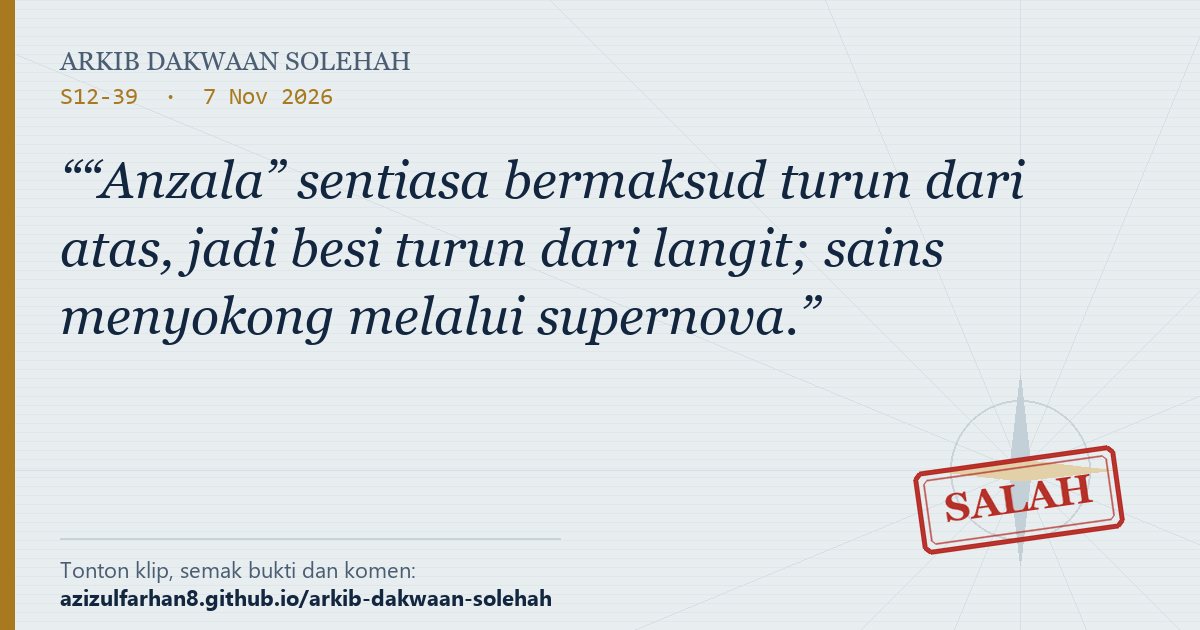 ARKIB DAKWAAN SOLEHAH
S12-39 · 7 Nov 2026
““Anzala” sentiasa bermaksud turun dari
atas, jadi besi turun dari langit; sains
menyokong melalui supernova.”
SALAH
Tonton klip, semak bukti dan komen:
azizulfarhan8.github.io/arkib-dakwaan-solehah